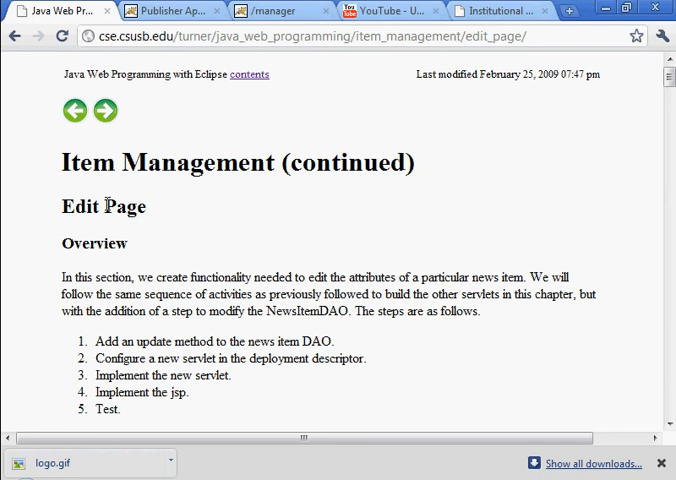 Java Web Pr...
Publisher Ap...
/manager
YouTube - U...
Institutional ...
cse.csusb.edu/turner/java_web_programming/item_management/edit_page/
Java Web Programming with Eclipse contents
Last modified February 25, 2009 07:47 pm
Item Management (continued)
Edit Page
Overview
In this section, we create functionality needed to edit the attributes of a particular news item. We will
follow the same sequence of activities as previously followed to build the other servlets in this chapter, but
with the addition of a step to modify the NewsItemDAO. The steps are as follows.
1. Add an update method to the news item DAO.
2. Configure a new servlet in the deployment descriptor.
3. Implement the new servlet.
4. Implement the jsp.
5. Test.
logo.gif
Show all downloads...